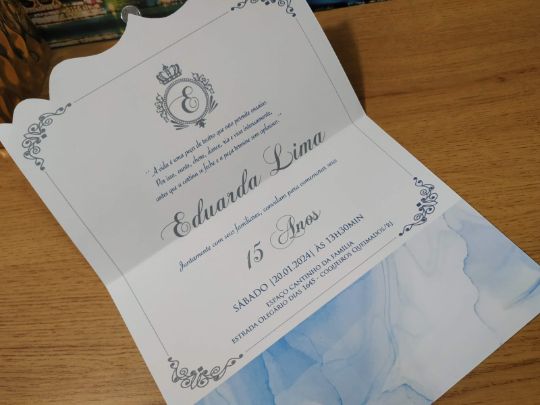 E
"A vida é uma peça de teatro que não permite ensaios.
Por isso, cante, chore, dance, ria e viva intensamente,
antes que a cortina se feche e a peça termine sem aplausos."
Eduarda Lima
Juntamente com seus familiares, convidam para comemorar seus
15 Anos
SÁBADO |20.01.2024| ÀS 13H30MIN
ESPAÇO CANTINHO DA FAMÍLIA
ESTRADA OLEGÁRIO DIAS 1645 - COQUEIROS QUEIMADOS/RJ